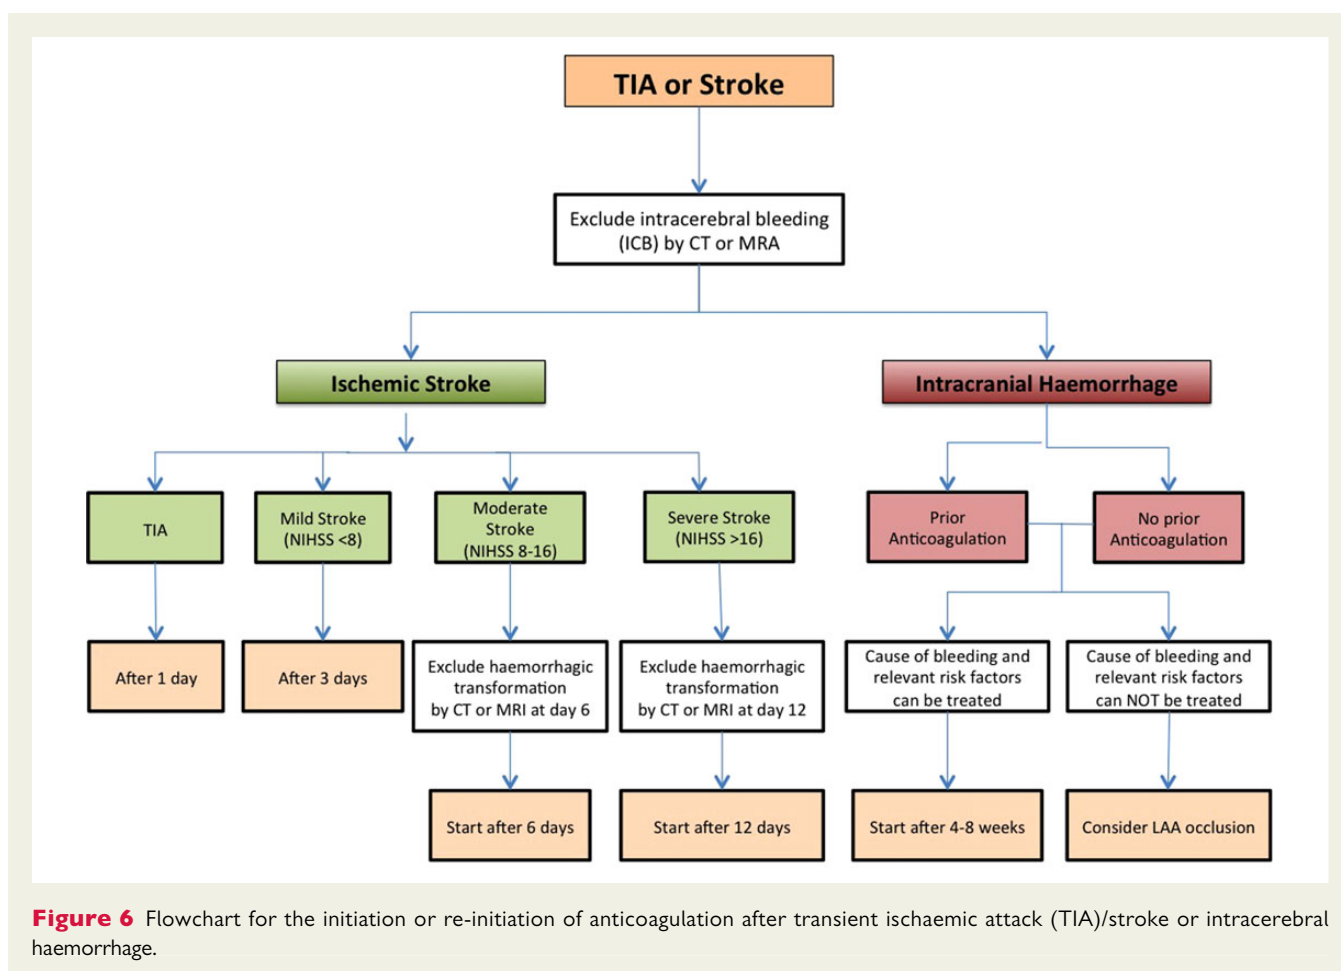 TIA or Stroke
Exclude intracerebral bleeding
(ICB) by CT or MRA
Ischemic Stroke
Intracranial Haemorrhage
TIA
Mild Stroke
(NIHSS <8)
Moderate
Stroke
(NIHSS 8-16)
Severe Stroke
(NIHSS >16)
Prior
Anticoagulation
No prior
Anticoagulation
After 1 day
After 3 days
Exclude haemorrhagic
transformation
by CT or MRI at day 6
Exclude haemorrhagic
transformation
by CT or MRI at day 12
Cause of bleeding and
relevant risk factors
can be treated
Cause of bleeding and
relevant risk factors
can NOT be treated
Start after 6 days
Start after 12 days
Start after 4-8 weeks
Consider LAA occlusion
Figure 6 Flowchart for the initiation or re-initiation of anticoagulation after transient ischaemic attack (TIA)/stroke or intracerebral
haemorrhage.